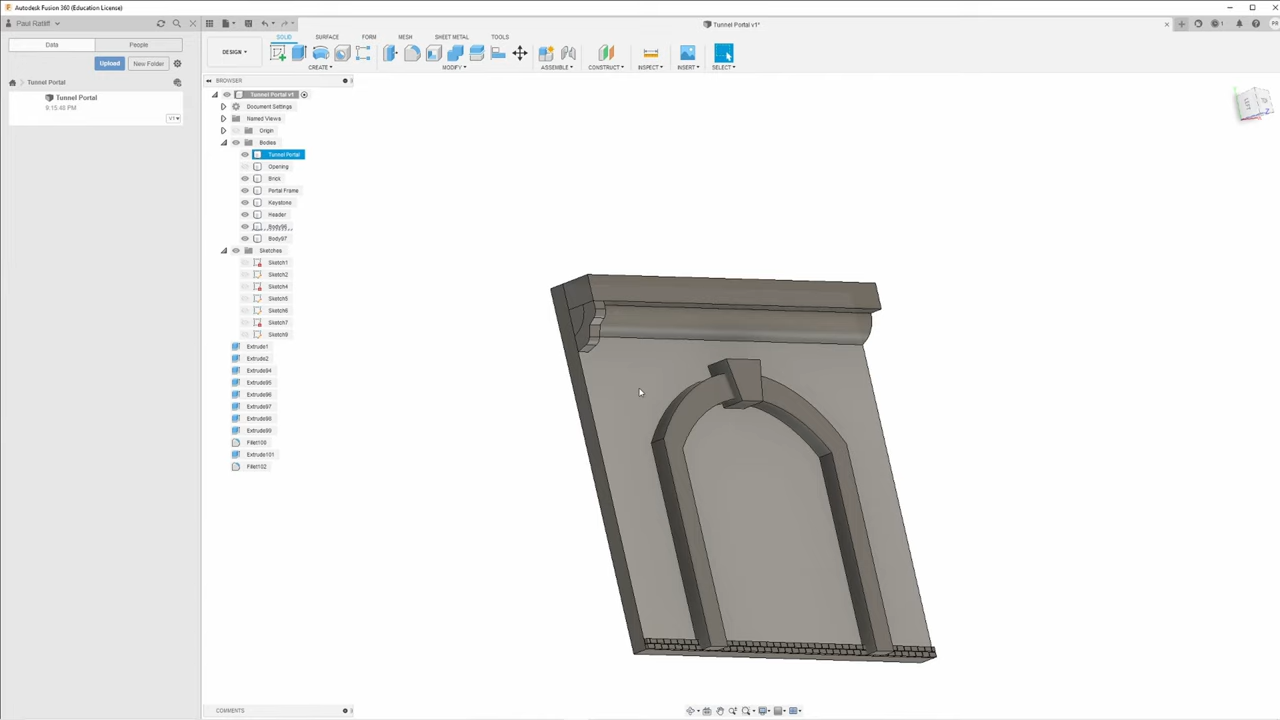 Autodesk Fusion 360 (Education License)
Paul Ratliff
Tunnel Portal v1*
Data People
Upload New Folder
Tunnel Portal
Tunnel Portal
9:15:48 PM
V1
DESIGN
SOLID SURFACE FORM MESH SHEET METAL TOOLS
CREATE MODIFY ASSEMBLE CONSTRUCT INSPECT INSERT SELECT
BROWSER
Tunnel Portal v1
Document Settings
Named Views
Origin
Bodies
Tunnel Portal
Opening
Brick
Portal Frame
Keystone
Header
Body96
Body97
Sketches
Sketch1
Sketch2
Sketch4
Sketch5
Sketch6
Sketch7
Sketch9
Extrude1
Extrude2
Extrude94
Extrude95
Extrude96
Extrude97
Extrude98
Extrude99
Fillet100
Extrude101
Fillet102
LEFT
COMMENTS